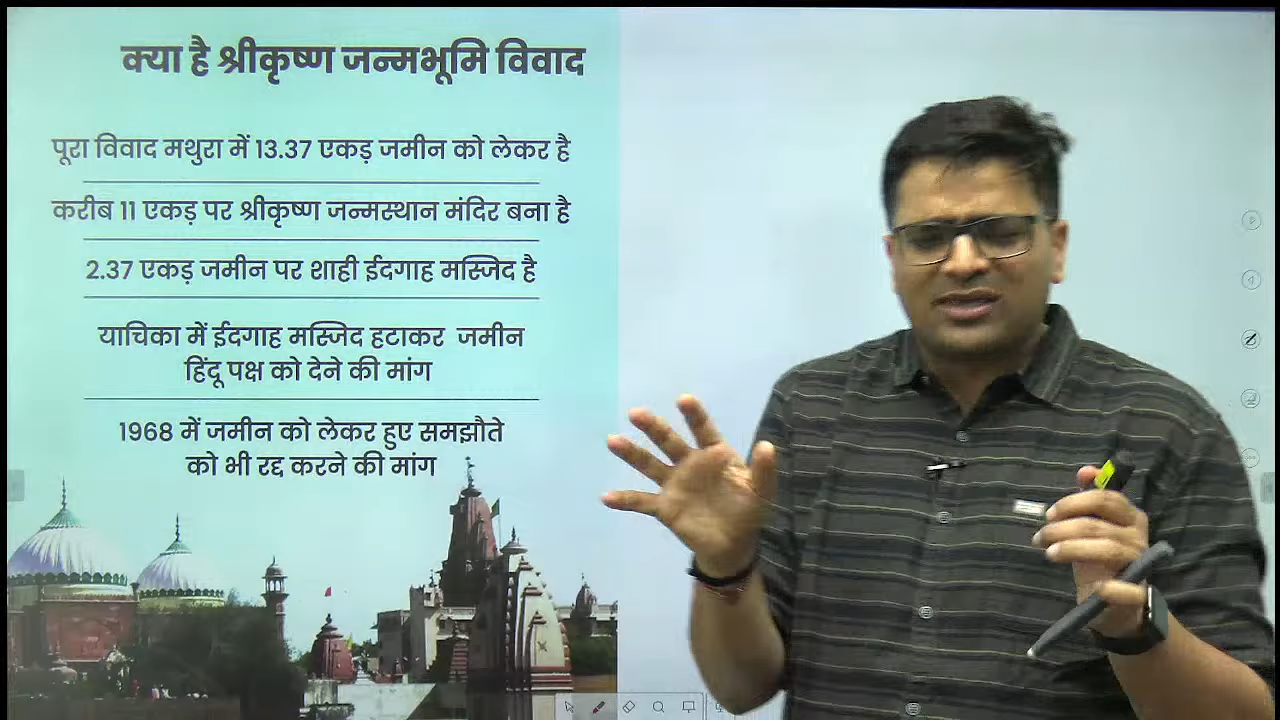 क्या है श्रीकृष्ण जन्मभूमि विवाद
पूरा विवाद मथुरा में 13.37 एकड़ जमीन को लेकर है
करीब 11 एकड़ पर श्रीकृष्ण जन्मस्थान मंदिर बना है
2.37 एकड़ जमीन पर शाही ईदगाह मस्जिद है
याचिका में ईदगाह मस्जिद हटाकर जमीन
हिंदू पक्ष को देने की मांग
1968 में जमीन को लेकर हुए समझौते
को भी रद्द करने की मांग